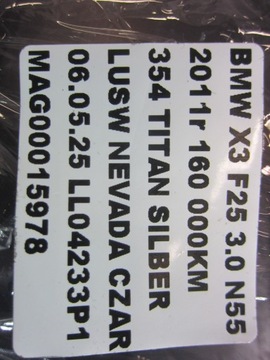 BMW X3 F25 3.0 N55
2011r 160 000KM
354 TITAN SILBER
LUSW NEVADA CZAR
06.05.25 LL04233P1
MAG00015978